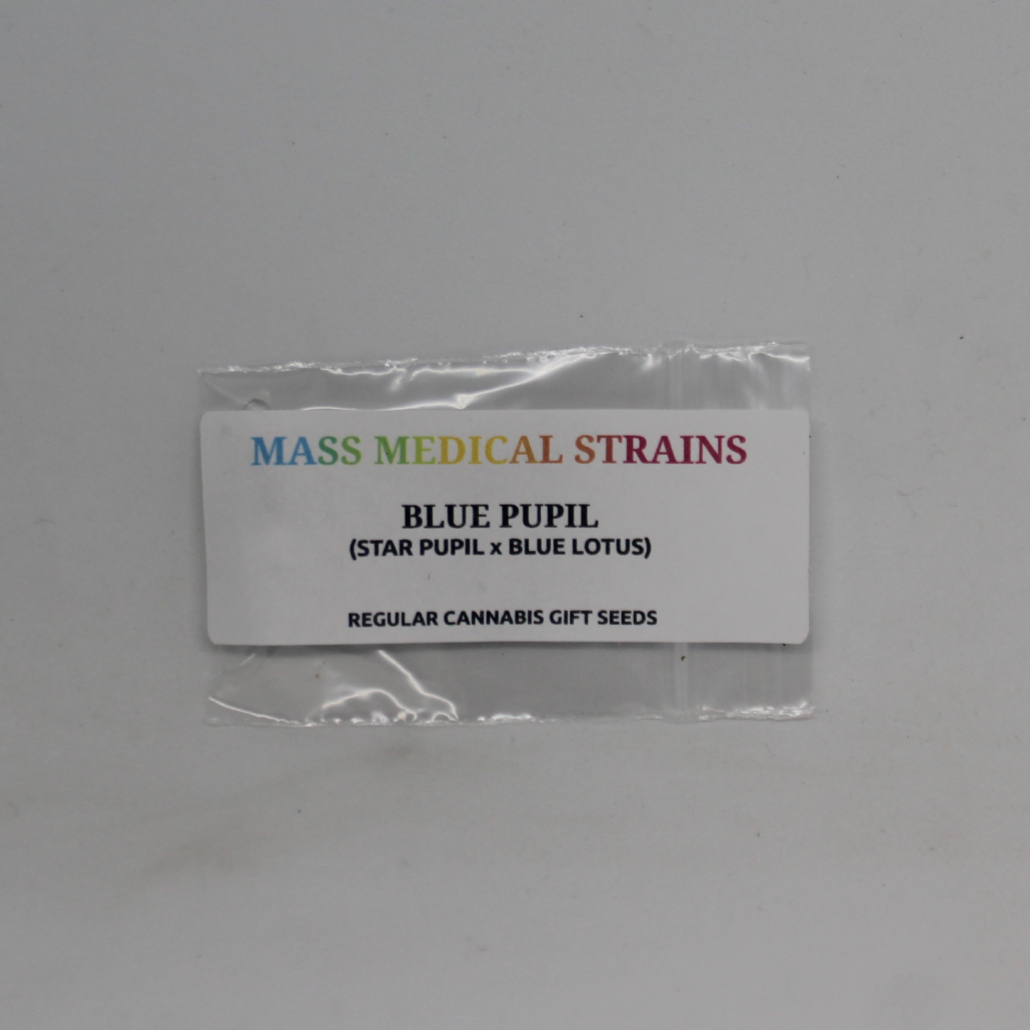 MASS MEDICAL STRAINS
BLUE PUPIL
(STAR PUPIL x BLUE LOTUS)
REGULAR CANNABIS GIFT SEEDS